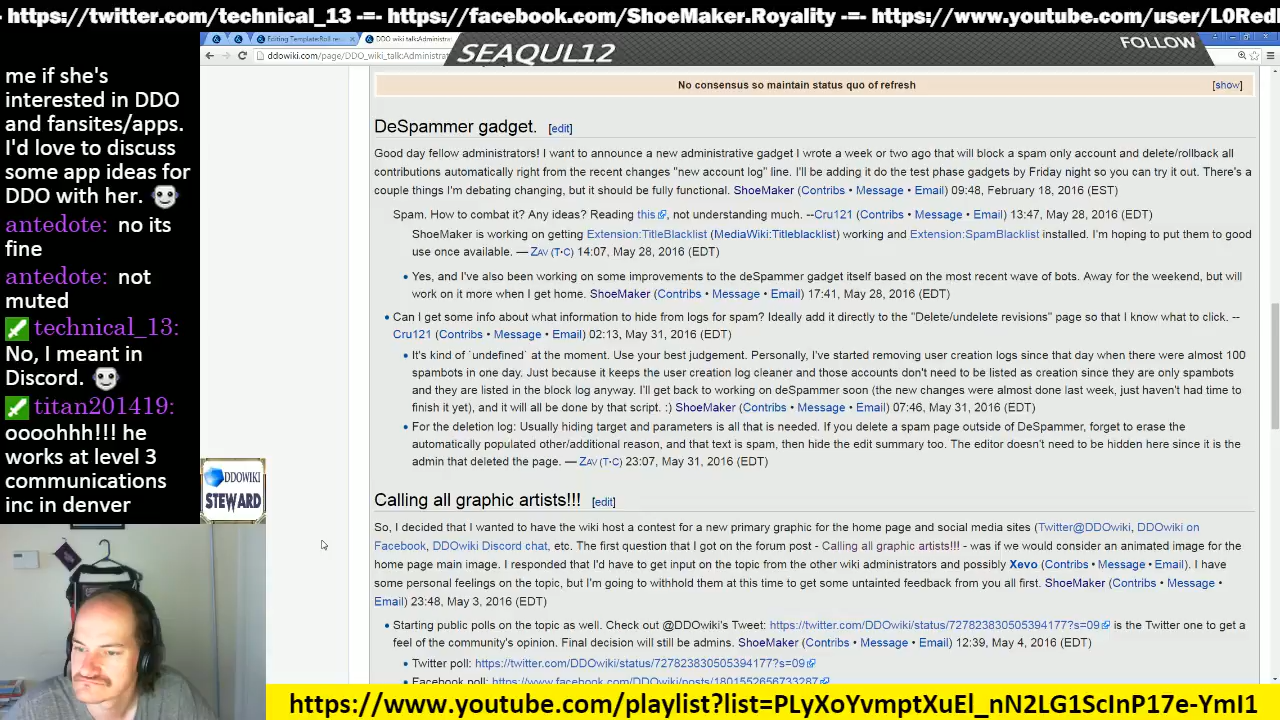 - https://twitter.com/technical_13 -=- https://facebook.com/ShoeMaker.Royality -=- https://www.youtube.com/user/L0RedI
Editing Template:Roll re...
DDO wiki talk:Administra...
SEAQUL12
FOLLOW
ddowiki.com/page/DDO_wiki_talk:Administra
me if she's
interested in DDO
and fansites/apps.
I'd love to discuss
some app ideas for
DDO with her.
antedote: no its
fine
antedote: not
muted
technical_13:
No, I meant in
Discord.
titan201419:
oooohhh!!! he
works at level 3
communications
inc in denver
DDOWIKI
STEWARD
No consensus so maintain status quo of refresh
[show]
DeSpammer gadget. [edit]
Good day fellow administrators! I want to announce a new administrative gadget I wrote a week or two ago that will block a spam only account and delete/rollback all
contributions automatically right from the recent changes "new account log" line. I'll be adding it do the test phase gadgets by Friday night so you can try it out. There's a
couple things I'm debating changing, but it should be fully functional. ShoeMaker (Contribs • Message • Email) 09:48, February 18, 2016 (EST)
Spam. How to combat it? Any ideas? Reading this, not understanding much. --Cru121 (Contribs • Message • Email) 13:47, May 28, 2016 (EDT)
ShoeMaker is working on getting Extension:TitleBlacklist (MediaWiki:Titleblacklist) working and Extension:SpamBlacklist installed. I'm hoping to put them to good
use once available. — ZAV (T·C) 14:07, May 28, 2016 (EDT)
• Yes, and I've also been working on some improvements to the deSpammer gadget itself based on the most recent wave of bots. Away for the weekend, but will
work on it more when I get home. ShoeMaker (Contribs • Message • Email) 17:41, May 28, 2016 (EDT)
• Can I get some info about what information to hide from logs for spam? Ideally add it directly to the "Delete/undelete revisions" page so that I know what to click. --
Cru121 (Contribs • Message • Email) 02:13, May 31, 2016 (EDT)
• It's kind of `undefined` at the moment. Use your best judgement. Personally, I've started removing user creation logs since that day when there were almost 100
spambots in one day. Just because it keeps the user creation log cleaner and those accounts don't need to be listed as creation since they are only spambots
and they are listed in the block log anyway. I'll get back to working on deSpammer soon (the new changes were almost done last week, just haven't had time to
finish it yet), and it will all be done by that script. :) ShoeMaker (Contribs • Message • Email) 07:46, May 31, 2016 (EDT)
• For the deletion log: Usually hiding target and parameters is all that is needed. If you delete a spam page outside of DeSpammer, forget to erase the
automatically populated other/additional reason, and that text is spam, then hide the edit summary too. The editor doesn't need to be hidden here since it is the
admin that deleted the page. — ZAV (T·C) 23:07, May 31, 2016 (EDT)
Calling all graphic artists!!! [edit]
So, I decided that I wanted to have the wiki host a contest for a new primary graphic for the home page and social media sites (Twitter@DDOwiki, DDOwiki on
Facebook, DDOwiki Discord chat, etc. The first question that I got on the forum post - Calling all graphic artists!!! - was if we would consider an animated image for the
home page main image. I responded that I'd have to get input on the topic from the other wiki administrators and possibly Xevo (Contribs • Message • Email). I have
some personal feelings on the topic, but I'm going to withhold them at this time to get some untainted feedback from you all first. ShoeMaker (Contribs • Message •
Email) 23:48, May 3, 2016 (EDT)
• Starting public polls on the topic as well. Check out @DDOwiki's Tweet: https://twitter.com/DDOwiki/status/727823830505394177?s=09 is the Twitter one to get a
feel of the community's opinion. Final decision will still be admins. ShoeMaker (Contribs • Message • Email) 12:39, May 4, 2016 (EDT)
• Twitter poll: https://twitter.com/DDOwiki/status/727823830505394177?s=09
• Facebook poll: https://www.facebook.com/DDOwiki/posts/1801552656733287
https://www.youtube.com/playlist?list=PLyXoYvmptXuEl_nN2LG1ScInP17e-YmI1